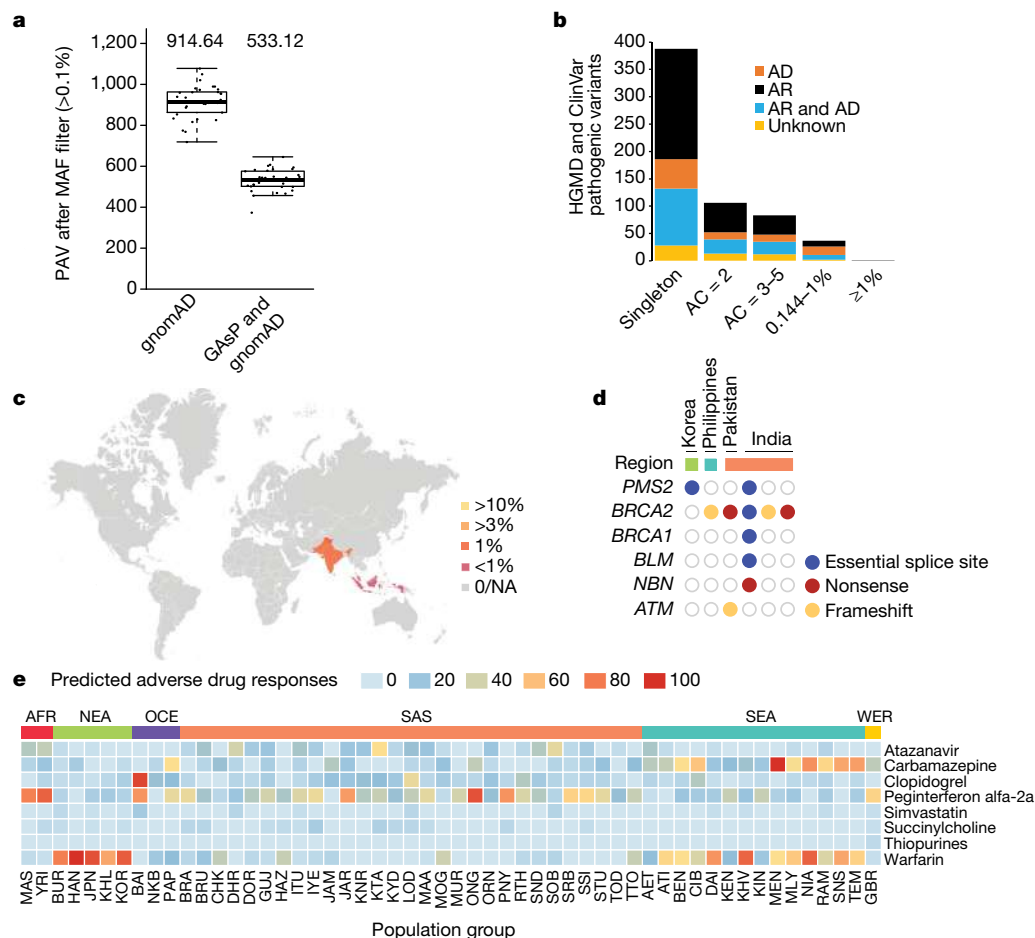 a
PAV after MAF filter (>0.1%)
914.64 533.12
1,200
1,000
800
600
400
200
0
gnomAD
GAsP and
gnomAD
b
HGMD and ClinVar
pathogenic variants
400
350
300
250
200
150
100
50
0
AD
AR
AR and AD
Unknown
Singleton
AC = 2
AC = 3–5
0.144–1%
≥1%
c
>10%
>3%
1%
<1%
0/NA
d
Korea
Philippines
Pakistan
India
Region
PMS2
BRCA2
BRCA1
BLM
NBN
ATM
Essential splice site
Nonsense
Frameshift
e
Predicted adverse drug responses 0 20 40 60 80 100
AFR NEA OCE SAS SEA WER
Atazanavir
Carbamazepine
Clopidogrel
Peginterferon alfa-2a
Simvastatin
Succinylcholine
Thiopurines
Warfarin
MAS YRI BUR HAN JPN KHL KOR BAI NKB PAP BRA BRU CHK DHR DOR GUJ HAZ ITU IYE JAM JAR KNR KTA KYD LOD MAA MOG MUR ONG ORN PNY RTH SND SOB SRB SSI STU TOD TTO AET ATI BEN CIB DAI KEN KHV KIN MEN MLY NIA RAM SNS TEM GBR
Population group